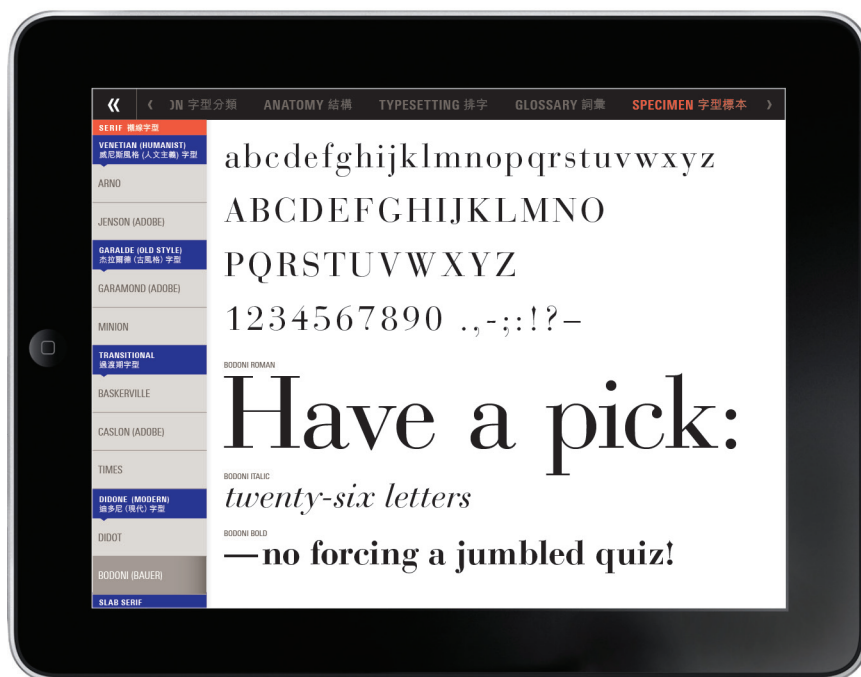 « ‹ ON 字型分類 ANATOMY 結構 TYPESETTING 排字 GLOSSARY 詞彙 SPECIMEN 字型標本 ›
SERIF 襯線字型
VENETIAN (HUMANIST)
威尼斯風格 (人文主義) 字型
ARNO
JENSON (ADOBE)
GARALDE (OLD STYLE)
杰拉爾德 (古風格) 字型
GARAMOND (ADOBE)
MINION
TRANSITIONAL
過渡期字型
BASKERVILLE
CASLON (ADOBE)
TIMES
DIDONE (MODERN)
迪多尼 (現代) 字型
DIDOT
BODONI (BAUER)
SLAB SERIF
abcdefghijklmnopqrstuvwxyz
ABCDEFGHIJKLMNO
PQRSTUVWXYZ
1234567890 .,-;:!?–
BODONI ROMAN
Have a pick:
BODONI ITALIC
twenty-six letters
BODONI BOLD
—no forcing a jumbled quiz!